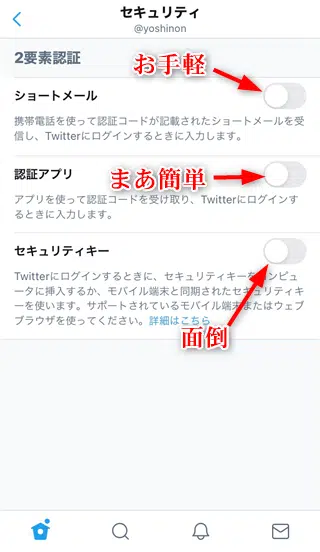 セキュリティ
@yoshinon
2要素認証
お手軽
ショートメール
携帯電話を使って認証コードが記載されたショートメールを受
信し、Twitterにログインするときに入力します。
認証アプリ
まあ簡単
アプリを使って認証コードを受け取り、Twitterにログインす
るときに入力します。
セキュリティキー
Twitterにログインするときに、セキュリティキーをコンピュ
ータに挿入するか、モバイル端末と同期されたセキュリティキ
ーを使います。サポートされているモバイル端末またはウェブ
ブラウザを使ってください。詳細はこちら
面倒